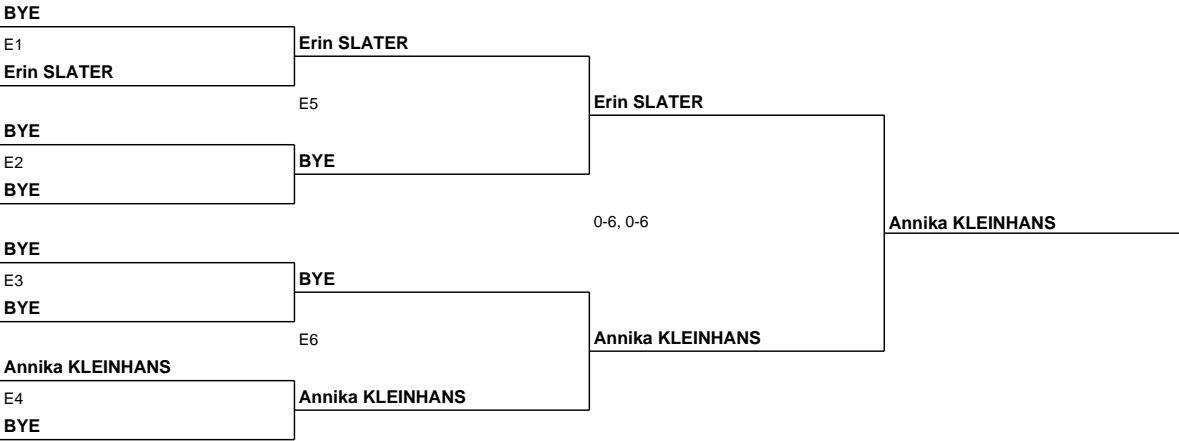 BYE
E1
Erin SLATER
Erin SLATER
E5
Erin SLATER
BYE
E2
BYE
BYE
0-6, 0-6
Annika KLEINHANS
BYE
E3
BYE
BYE
E6
Annika KLEINHANS
Annika KLEINHANS
E4
Annika KLEINHANS
BYE